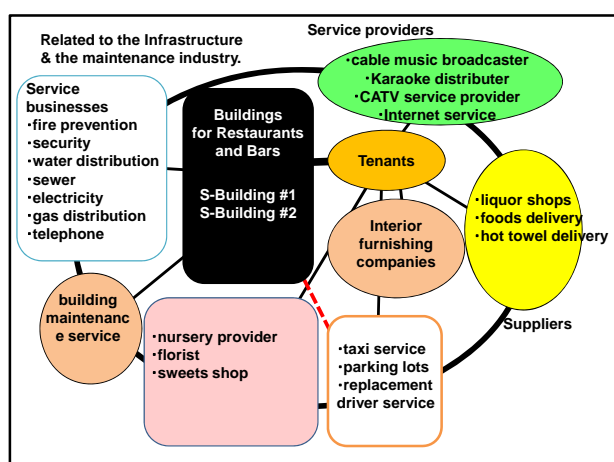 Related to the Infrastructure
& the maintenance industry.
Service providers
・cable music broadcaster
・Karaoke distributer
・CATV service provider
・Internet service
Service
businesses
・fire prevention
・security
・water distribution
・sewer
・electricity
・gas distribution
・telephone
Buildings
for Restaurants
and Bars
S-Building #1
S-Building #2
Tenants
・liquor shops
・foods delivery
・hot towel delivery
Interior
furnishing
companies
building
maintenanc
e service
Suppliers
・nursery provider
・florist
・sweets shop
・taxi service
・parking lots
・replacement
driver service